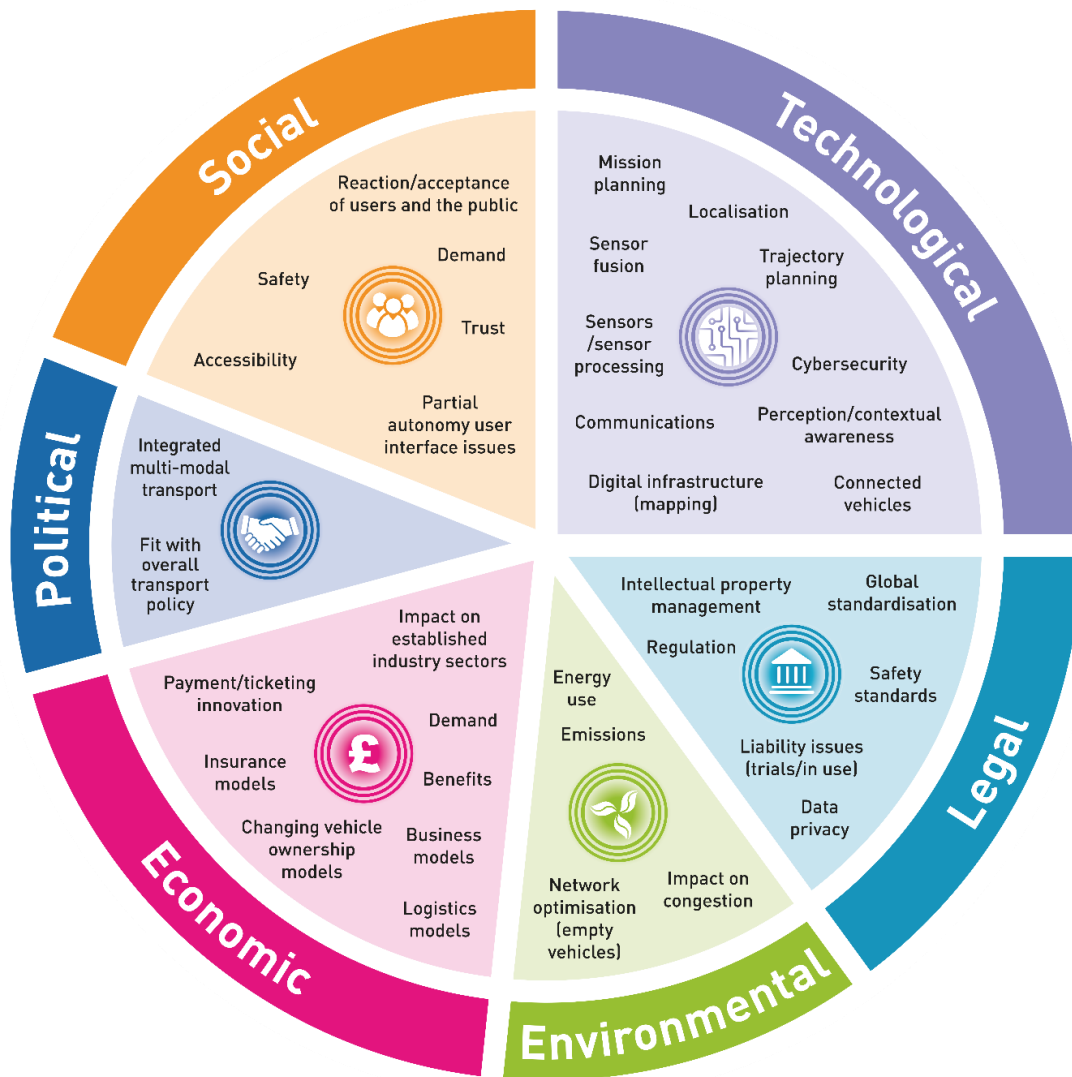 Social
Reaction/acceptance
of users and the public
Demand
Safety
Trust
Accessibility
Partial
autonomy user
interface issues
Technological
Mission
planning
Localisation
Sensor
fusion
Trajectory
planning
Sensors
/sensor
processing
Cybersecurity
Communications
Perception/contextual
awareness
Digital infrastructure
(mapping)
Connected
vehicles
Legal
Intellectual property
management
Global
standardisation
Regulation
Safety
standards
Liability issues
(trials/in use)
Data
privacy
Environmental
Energy
use
Emissions
Impact on
congestion
Network
optimisation
(empty
vehicles)
Economic
Impact on
established
industry sectors
Payment/ticketing
innovation
Demand
£
Insurance
models
Benefits
Changing vehicle
ownership
models
Business
models
Logistics
models
Political
Integrated
multi-modal
transport
Fit with
overall
transport
policy